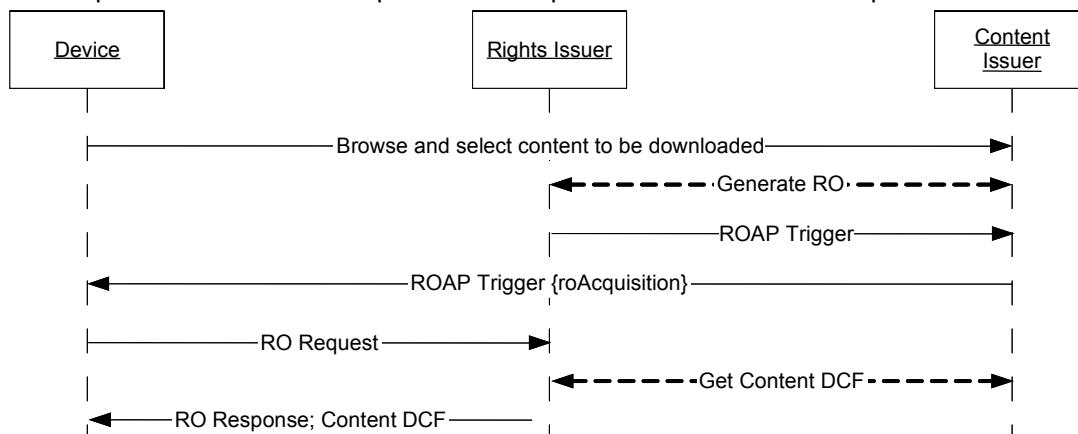 Device
Rights Issuer
Content
Issuer
Browse and select content to be downloaded
Generate RO
ROAP Trigger
ROAP Trigger {roAcquisition}
RO Request
Get Content DCF
RO Response; Content DCF